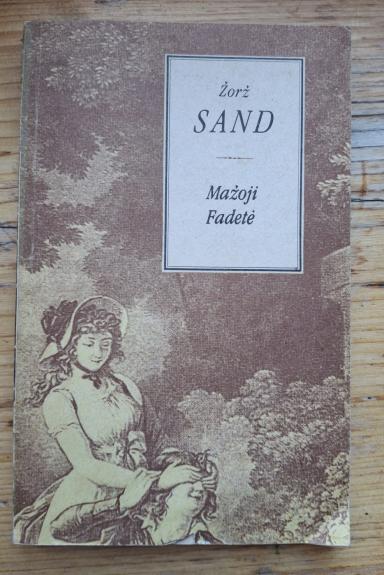 Žorž
SAND
Mažoji
Fadetė